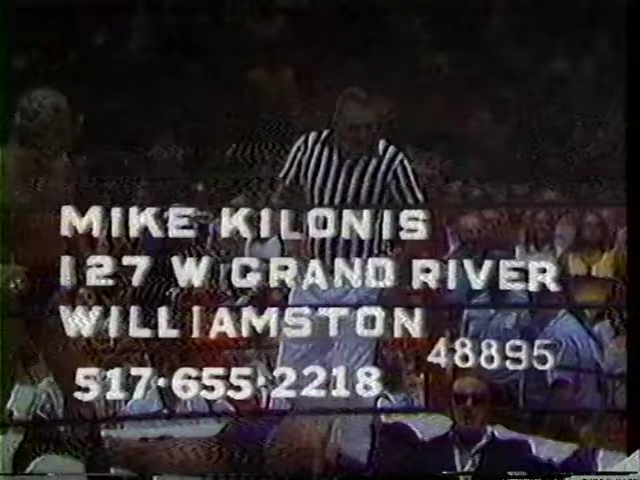 MIKE KILONIS
127 W GRAND RIVER
WILLIAMSTON
48895
517·655·2218